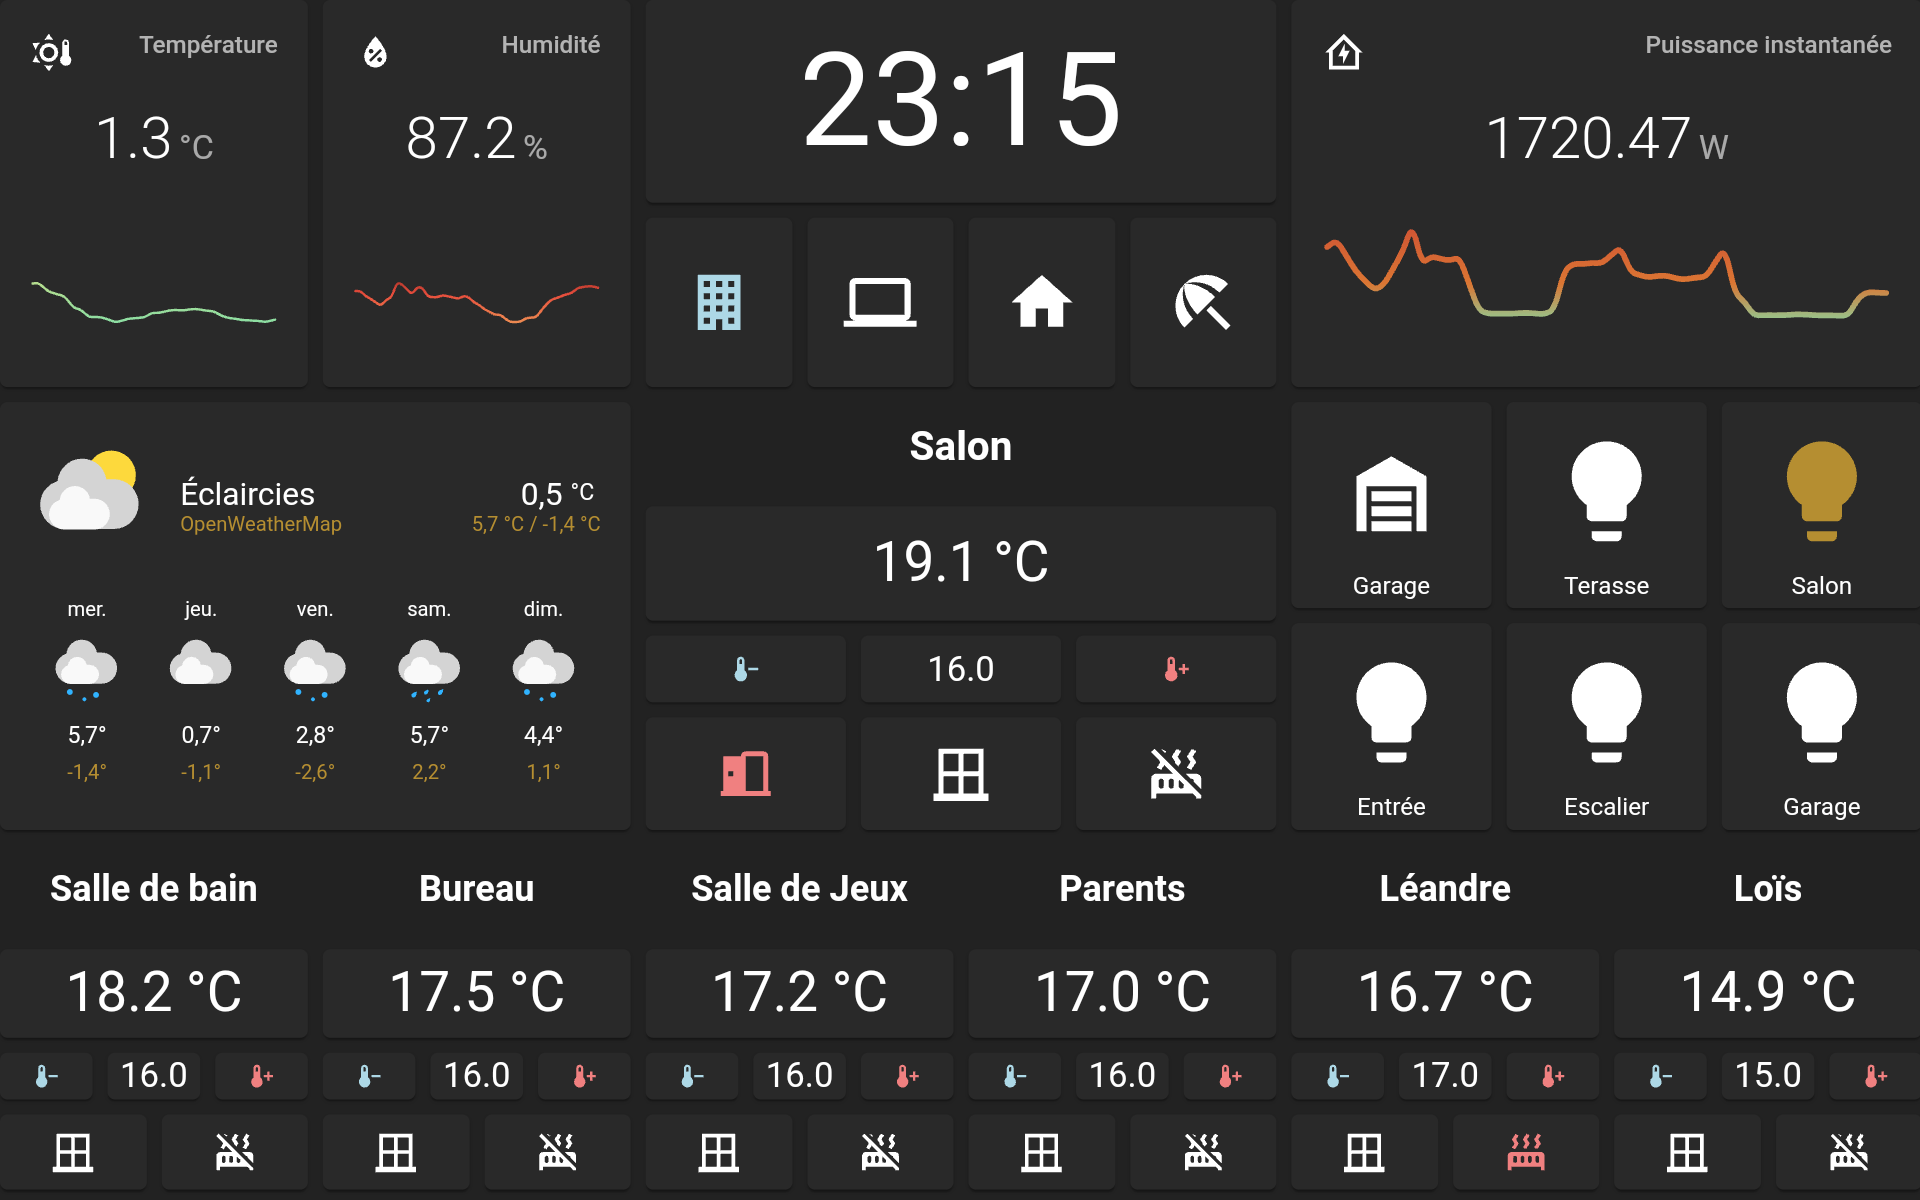 Température
1.3 °C
Humidité
87.2 %
23:15
Puissance instantanée
1720.47 W
Éclaircies
OpenWeatherMap
0,5 °C
5,7 °C / -1,4 °C
mer. jeu. ven. sam. dim.
5,7° 0,7° 2,8° 5,7° 4,4°
-1,4° -1,1° -2,6° 2,2° 1,1°
Salon
19.1 °C
16.0
Garage Terasse Salon
Entrée Escalier Garage
Salle de bain Bureau Salle de Jeux Parents Léandre Loïs
18.2 °C 17.5 °C 17.2 °C 17.0 °C 16.7 °C 14.9 °C
16.0 16.0 16.0 16.0 17.0 15.0